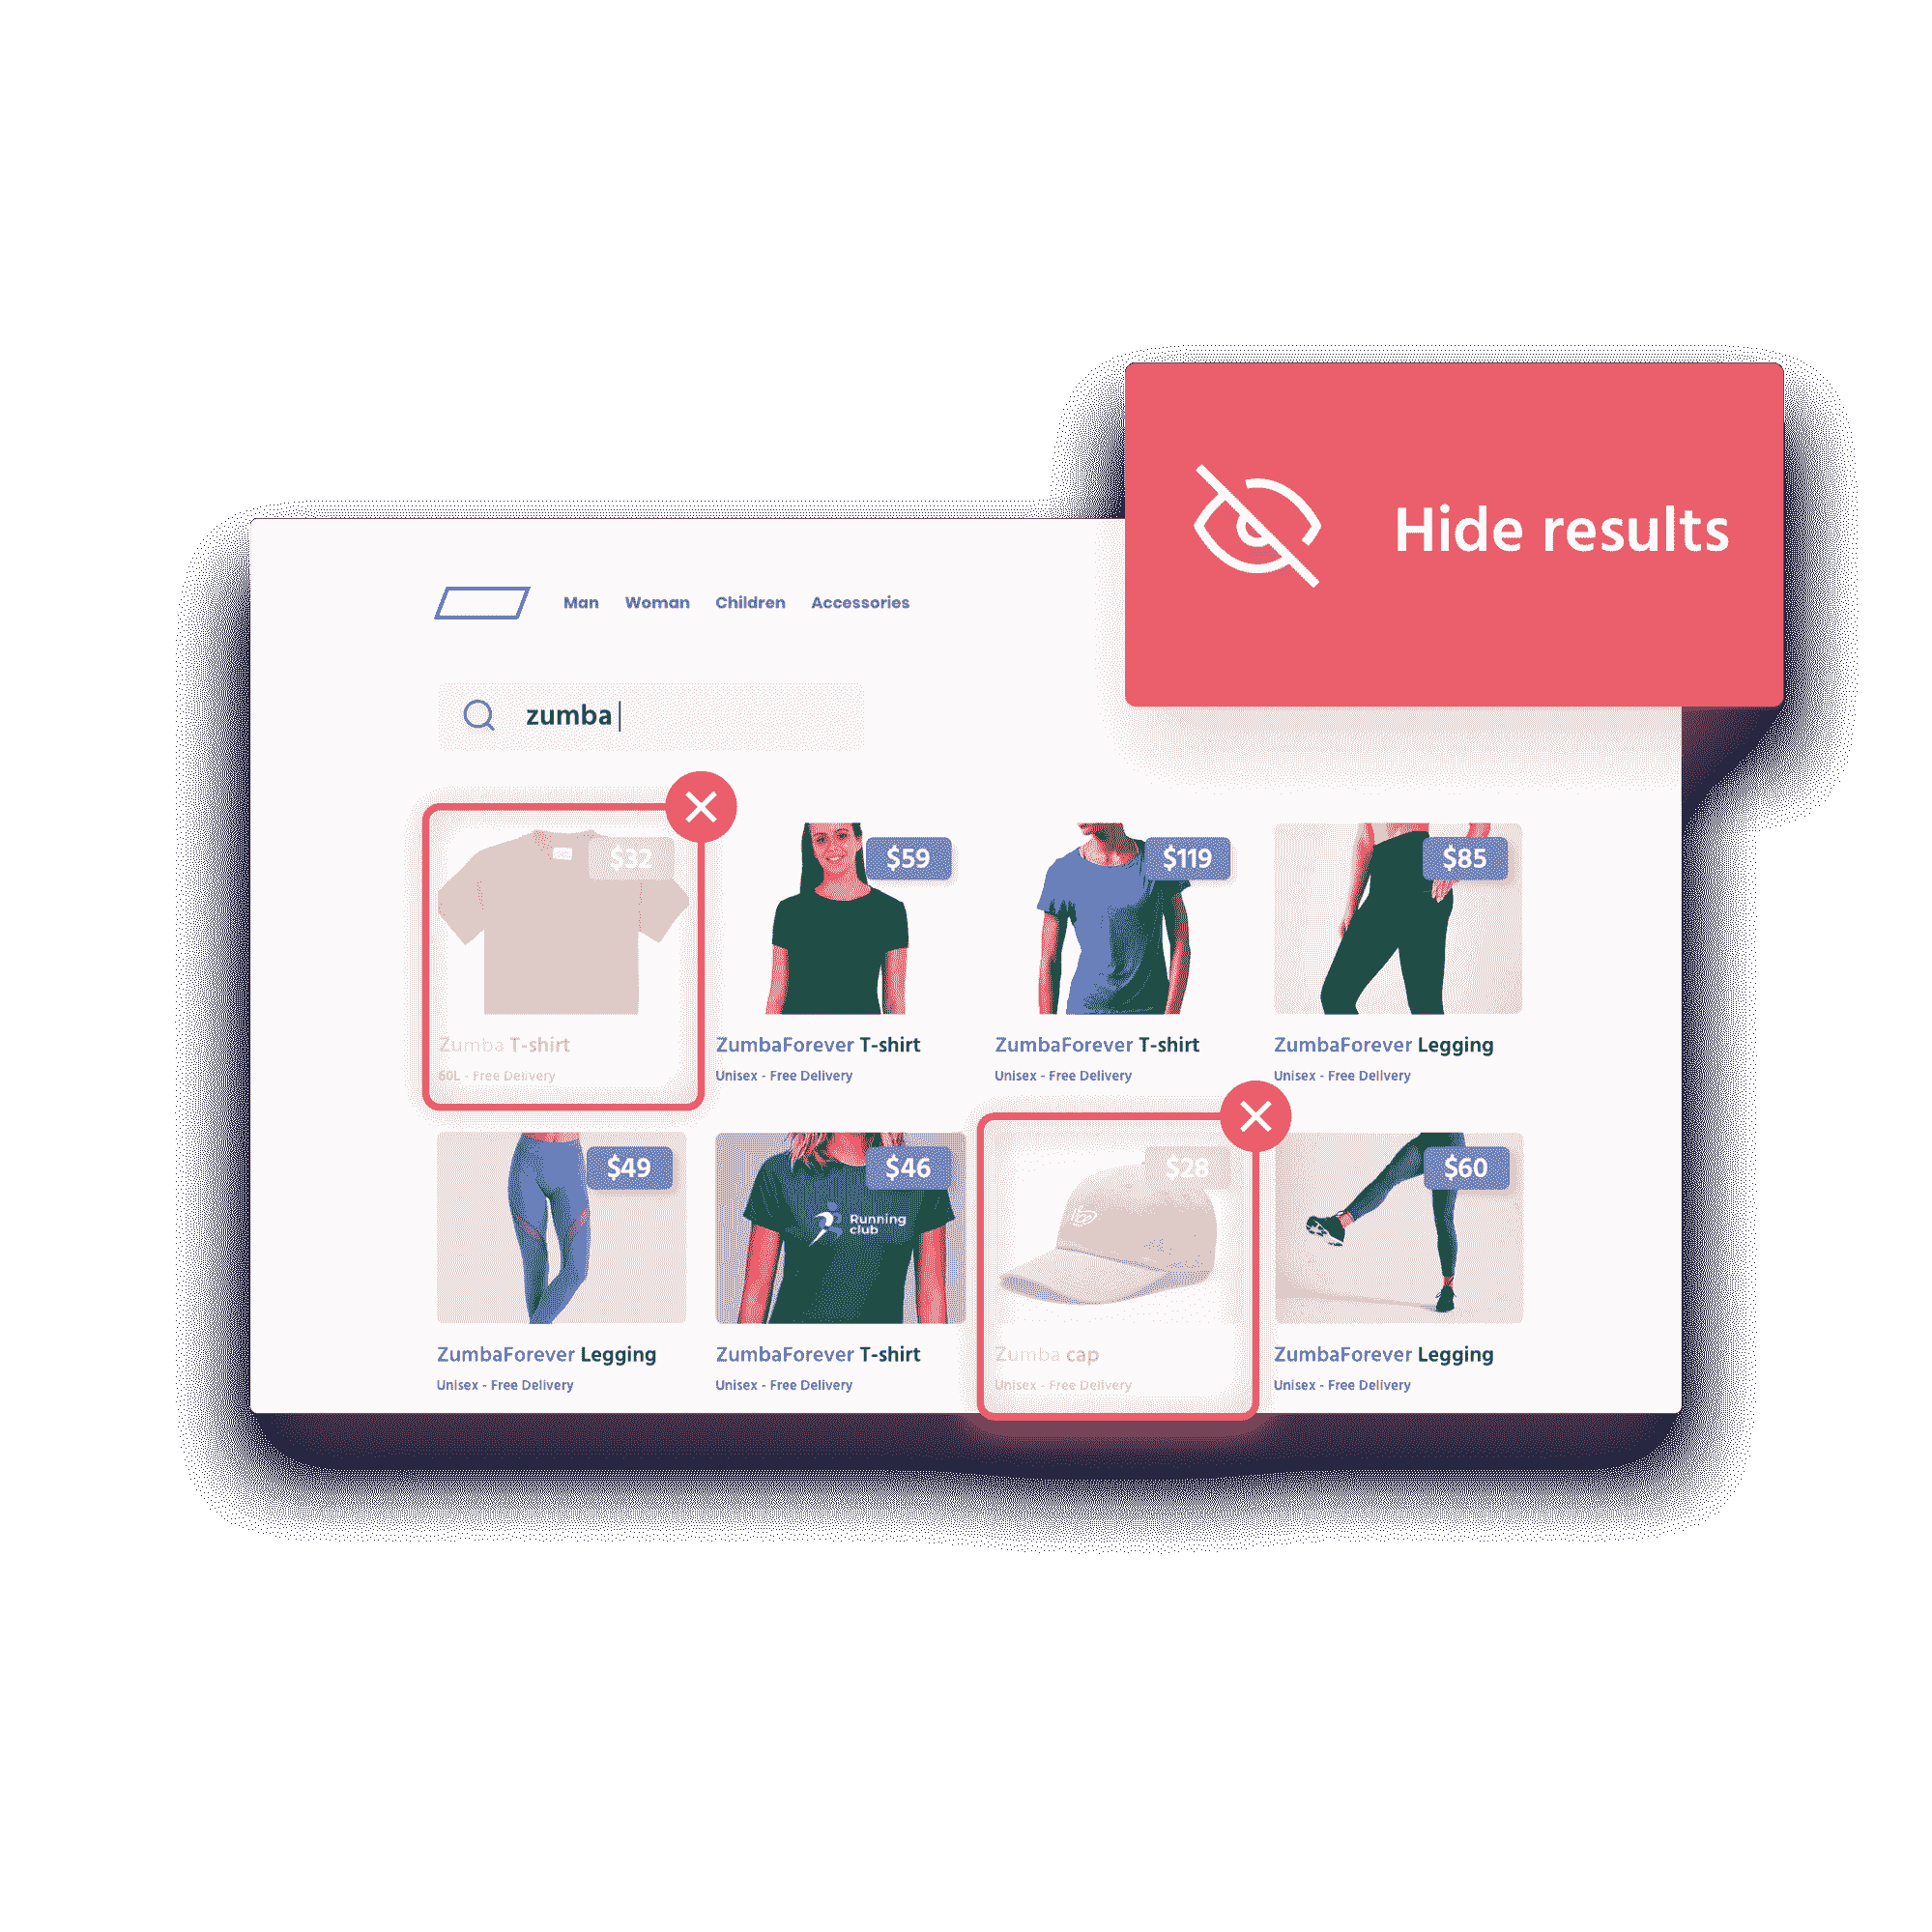 Hide results
Man Woman Children Accessories
zumba
$32
$59
$119
$85
Zumba T-shirt
60L - Free Delivery
ZumbaForever T-shirt
Unisex - Free Delivery
ZumbaForever T-shirt
Unisex - Free Delivery
ZumbaForever Legging
Unisex - Free Delivery
$49
$46
Running
club
$28
$60
ZumbaForever Legging
Unisex - Free Delivery
ZumbaForever T-shirt
Unisex - Free Delivery
Zumba cap
Unisex - Free Delivery
ZumbaForever Legging
Unisex - Free Delivery